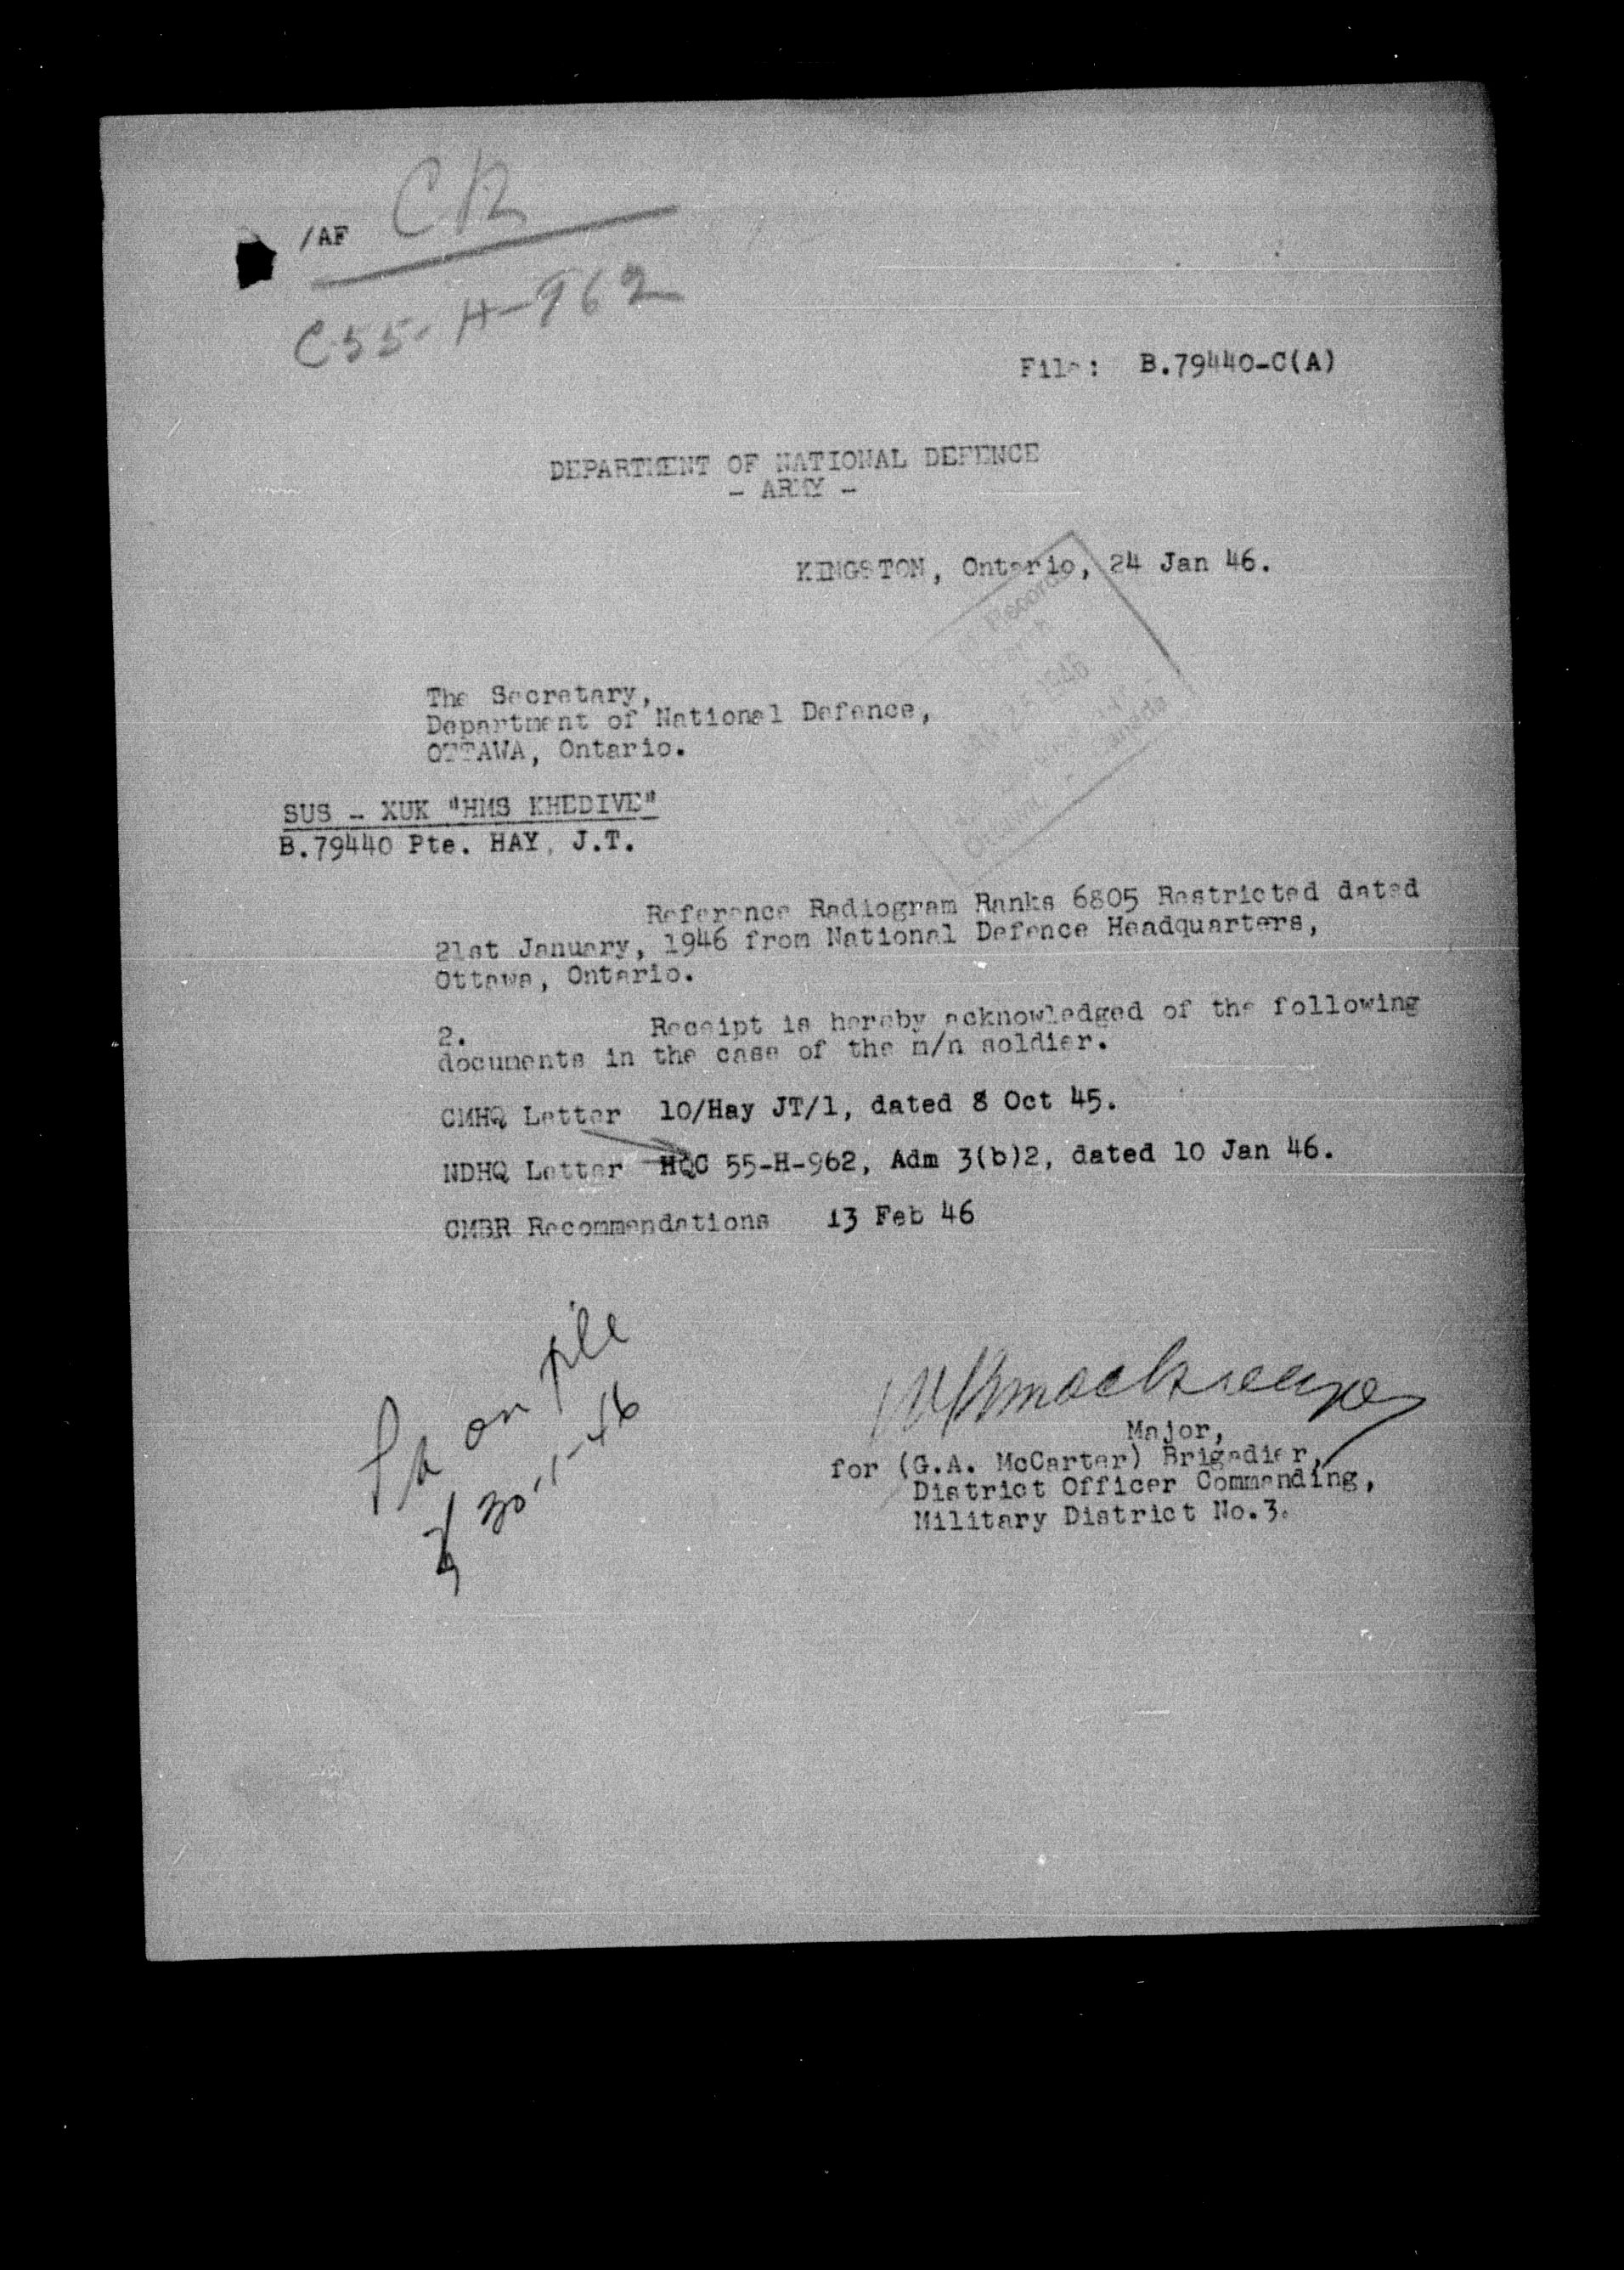 CR
/AF
C-55-H-962
File: B.79440-C(A)
DEPARTMENT OF NATIONAL DEFENCE
- ARMY -
KINGSTON, Ontario, 24 Jan 46.
Records
1946
The Secretary,
Department of National Defence,
OTTAWA, Ontario.
SUS - XUK "HMS KHEDIVE"
B.79440 Pte. HAY, J.T.
Reference Radiogram Ranks 6805 Restricted dated
21st January, 1946 from National Defence Headquarters,
Ottawa, Ontario.
2. Receipt is hereby acknowledged of the following
documents in the case of the m/n soldier.
CMHQ Letter 10/Hay JT/1, dated 8 Oct 45.
NDHQ Letter HQC 55-H-962, Adm 3(b)2, dated 10 Jan 46.
CMBR Recommendations 13 Feb 46
on file
30-1-46
Major,
for (G.A. McCarter) Brigadier,
District Officer Commanding,
Military District No.3.